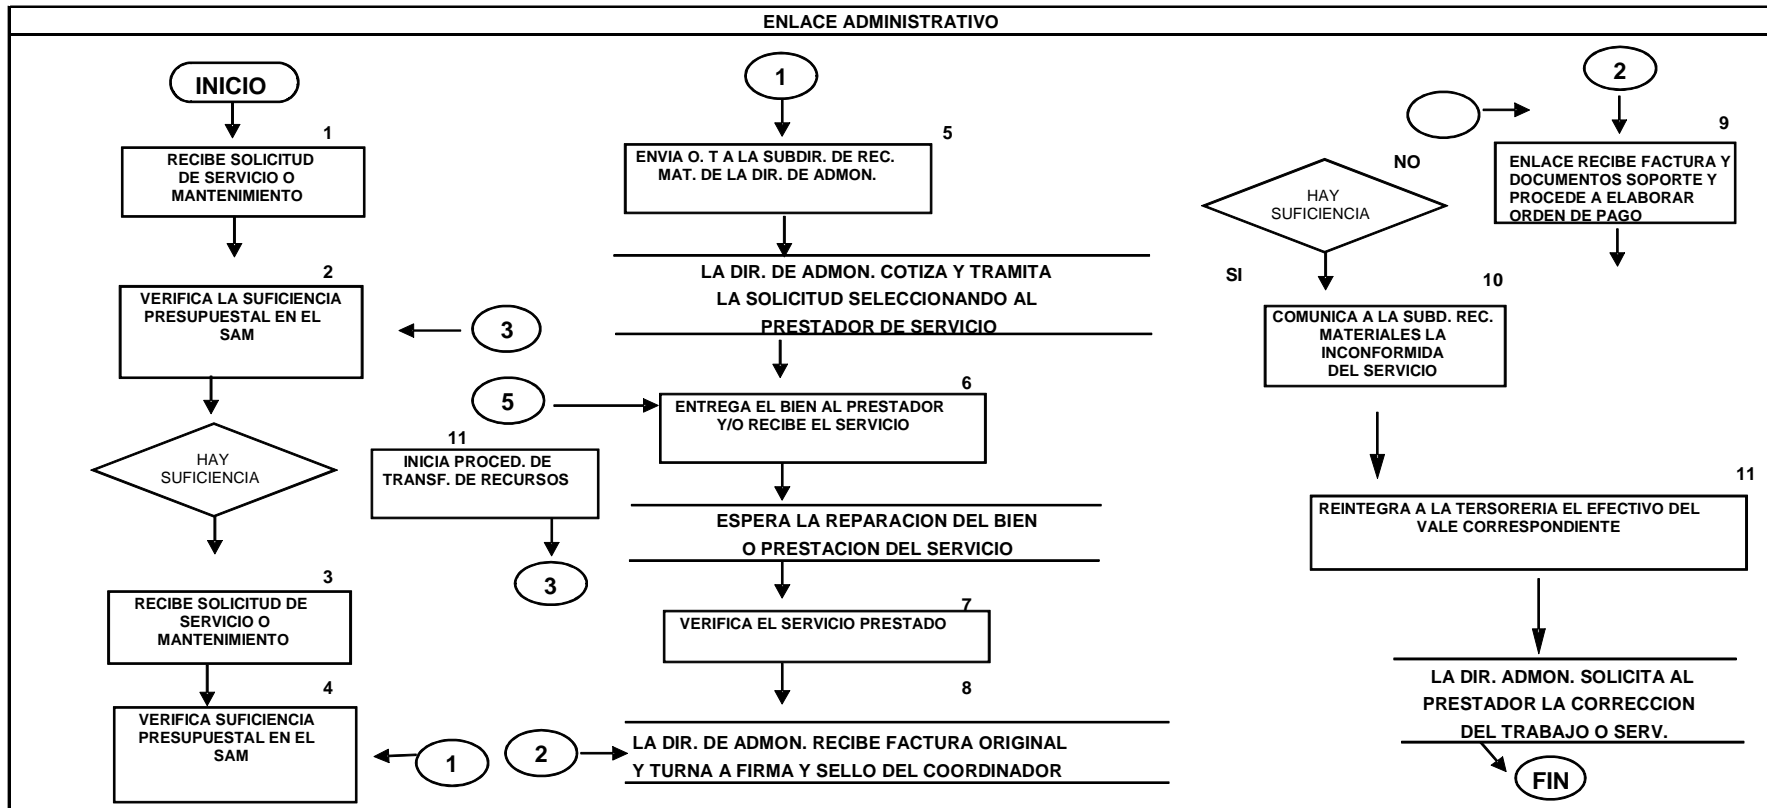 ENLACE ADMINISTRATIVO
INICIO
1
RECIBE SOLICITUD
DE SERVICIO O
MANTENIMIENTO
2
VERIFICA LA SUFICIENCIA
PRESUPUESTAL EN EL
SAM
3
HAY
SUFICIENCIA
11
INICIA PROCED. DE
TRANSF. DE RECURSOS
3
3
RECIBE SOLICITUD DE
SERVICIO O
MANTENIMIENTO
4
VERIFICA SUFICIENCIA
PRESUPUESTAL EN EL
SAM
1
1
5
ENVIA O. T A LA SUBDIR. DE REC.
MAT. DE LA DIR. DE ADMON.
LA DIR. DE ADMON. COTIZA Y TRAMITA
LA SOLICITUD SELECCIONANDO AL
PRESTADOR DE SERVICIO
5
6
ENTREGA EL BIEN AL PRESTADOR
Y/O RECIBE EL SERVICIO
ESPERA LA REPARACION DEL BIEN
O PRESTACION DEL SERVICIO
7
VERIFICA EL SERVICIO PRESTADO
8
2
LA DIR. DE ADMON. RECIBE FACTURA ORIGINAL
Y TURNA A FIRMA Y SELLO DEL COORDINADOR
2
9
ENLACE RECIBE FACTURA Y
DOCUMENTOS SOPORTE Y
PROCEDE A ELABORAR
ORDEN DE PAGO
NO
HAY
SUFICIENCIA
SI
10
COMUNICA A LA SUBD. REC.
MATERIALES LA
INCONFORMIDA
DEL SERVICIO
11
REINTEGRA A LA TERSORERIA EL EFECTIVO DEL
VALE CORRESPONDIENTE
LA DIR. ADMON. SOLICITA AL
PRESTADOR LA CORRECCION
DEL TRABAJO O SERV.
FIN